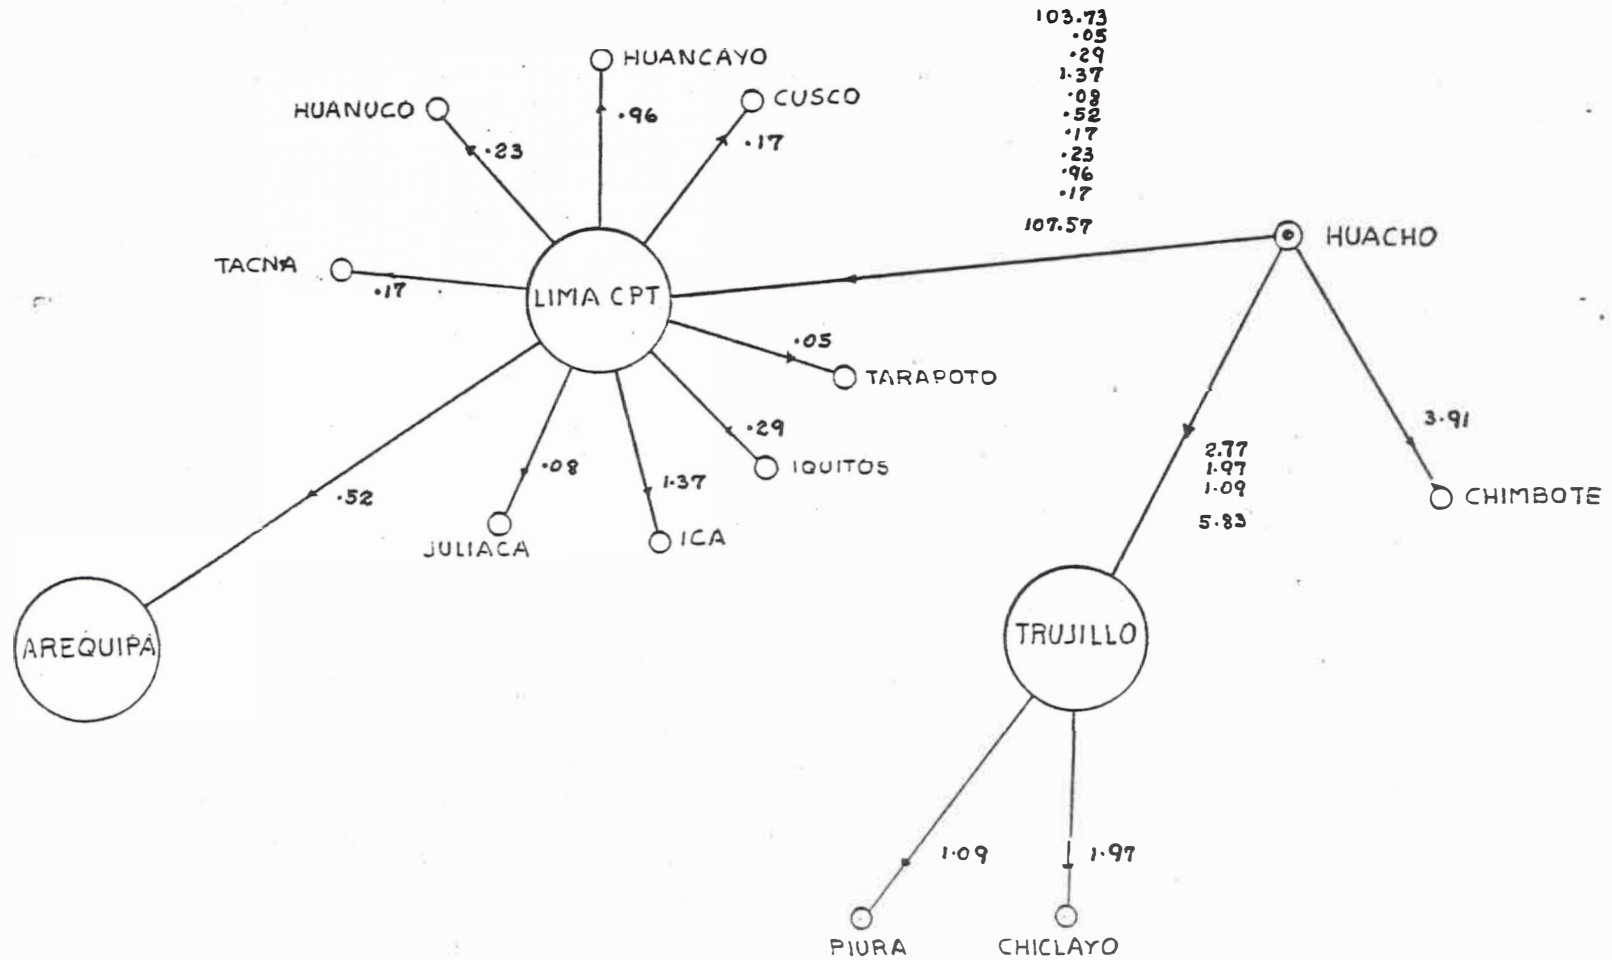 103.73
.05
.29
1.37
.08
.52
.17
.23
.96
.17
107.57
HUANCAYO
HUANUCO
CUSCO
.96
.17
.23
HUACHO
TACNA
.17
LIMA CPT
.05
TARAPOTO
3.91
.29
2.77
1.97
1.09
5.83
IQUITOS
.08
1.37
.52
CHIMBOTE
JULIACA
ICA
AREQUIPA
TRUJILLO
1.09
1.97
PIURA
CHICLAYO